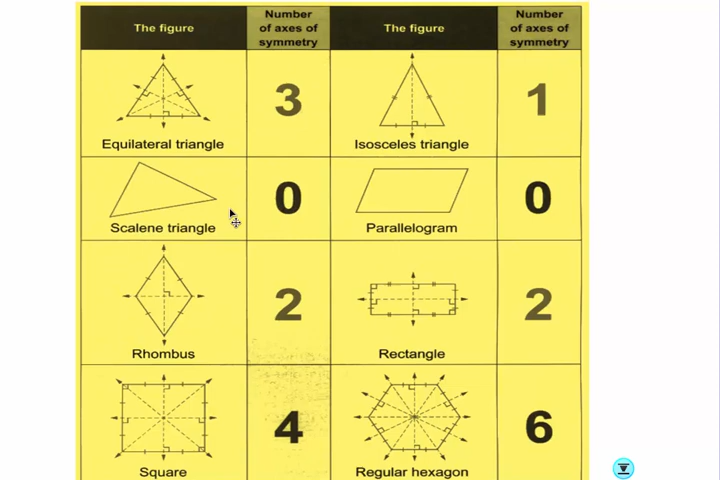 The figure
Number
of axes of
symmetry
The figure
Number
of axes of
symmetry
Equilateral triangle
3
Isosceles triangle
1
Scalene triangle
0
Parallelogram
0
Rhombus
2
Rectangle
2
Square
4
Regular hexagon
6